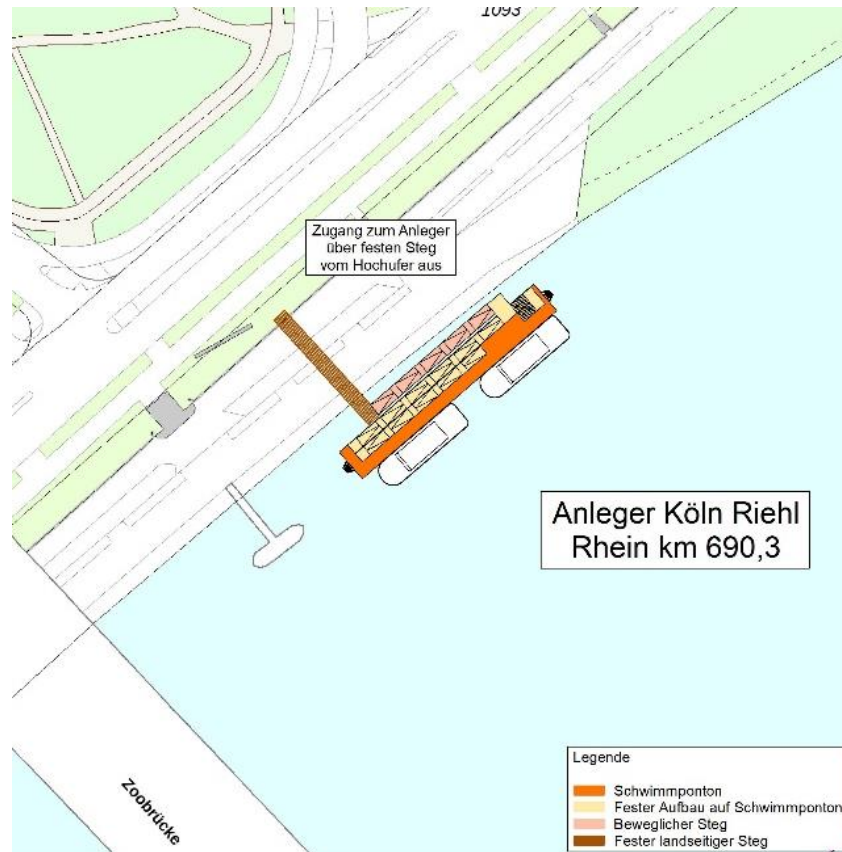 1093
Zugang zum Anleger
über festen Steg
vom Hochufer aus
Anleger Köln Riehl
Rhein km 690,3
Zoobrücke
Legende
Schwimmponton
Fester Aufbau auf Schwimmponton
Beweglicher Steg
Fester landseitiger Steg